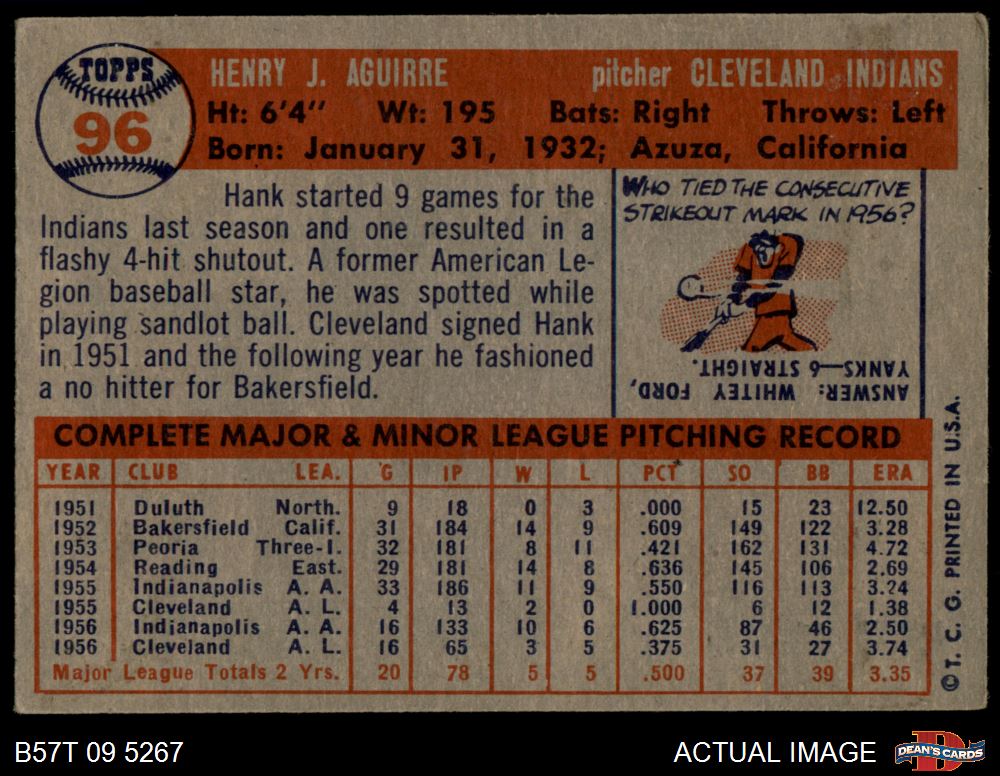 TOPPS
96
HENRY J. AGUIRRE pitcher CLEVELAND INDIANS
Ht: 6'4" Wt: 195 Bats: Right Throws: Left
Born: January 31, 1932; Azuza, California
Hank started 9 games for the
Indians last season and one resulted in a
flashy 4-hit shutout. A former American Le-
gion baseball star, he was spotted while
playing sandlot ball. Cleveland signed Hank
in 1951 and the following year he fashioned
a no hitter for Bakersfield.
WHO TIED THE CONSECUTIVE
STRIKEOUT MARK IN 1956?
ANSWER: WHITEY FORD,
YANKS—6 STRAIGHT.
COMPLETE MAJOR & MINOR LEAGUE PITCHING RECORD
YEAR CLUB LEA. G IP W L PCT SO BB ERA
1951 Duluth North. 9 18 0 3 .000 15 23 12.50
1952 Bakersfield Calif. 31 184 14 9 .609 149 122 3.28
1953 Peoria Three-I. 32 181 8 11 .421 162 131 4.72
1954 Reading East. 29 181 14 8 .636 145 106 2.69
1955 Indianapolis A. A. 33 186 11 9 .550 116 113 3.24
1955 Cleveland A. L. 4 13 2 0 1.000 6 12 1.38
1956 Indianapolis A. A. 16 133 10 6 .625 87 46 2.50
1956 Cleveland A. L. 16 65 3 5 .375 31 27 3.74
Major League Totals 2 Yrs. 20 78 5 5 .500 37 39 3.35
©T. C. G. PRINTED IN U.S.A.
B57T 09 5267 ACTUAL IMAGE
DEAN'S CARDS